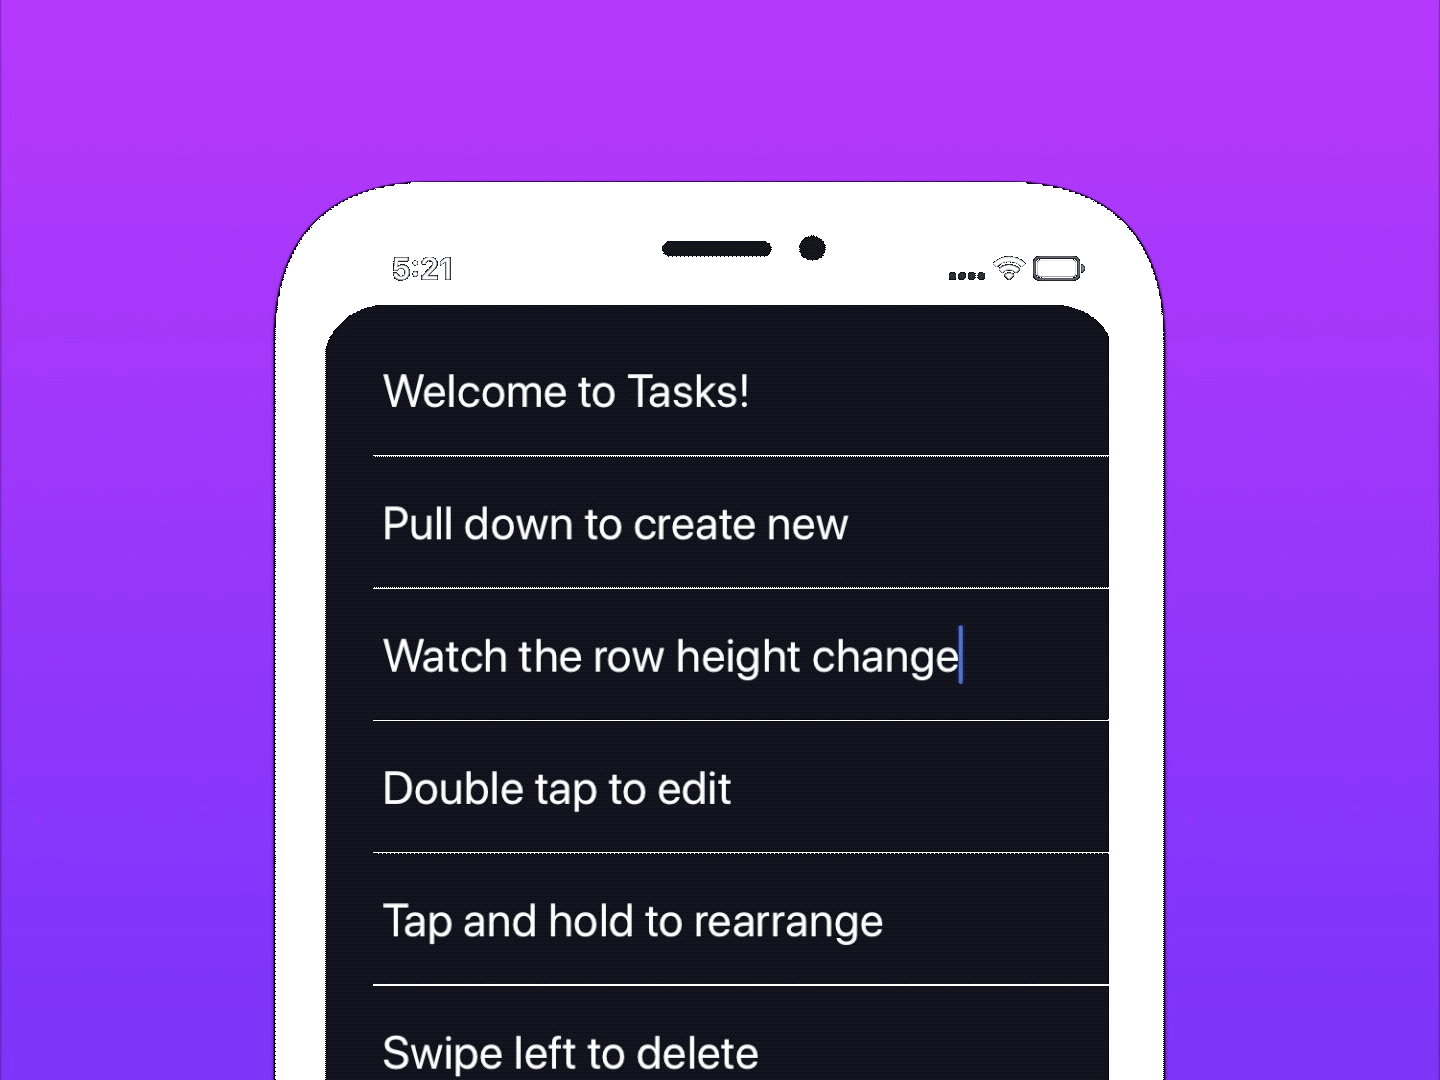 5:21
Welcome to Tasks!
Pull down to create new
Watch the row height change
Double tap to edit
Tap and hold to rearrange
Swipe left to delete